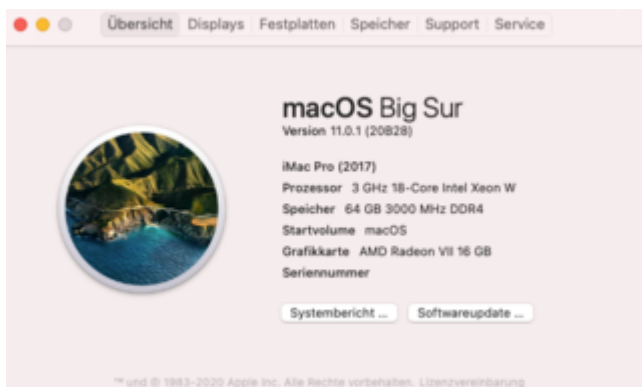 Übersicht Displays Festplatten Speicher Support Service
macOS Big Sur
Version 11.0.1 (20B28)
iMac Pro (2017)
Prozessor 3 GHz 18-Core Intel Xeon W
Speicher 64 GB 3000 MHz DDR4
Startvolume macOS
Grafikkarte AMD Radeon VII 16 GB
Seriennummer
Systembericht ... Softwareupdate ...
™ und © 1983-2020 Apple Inc. Alle Rechte vorbehalten. Lizenzvereinbarung